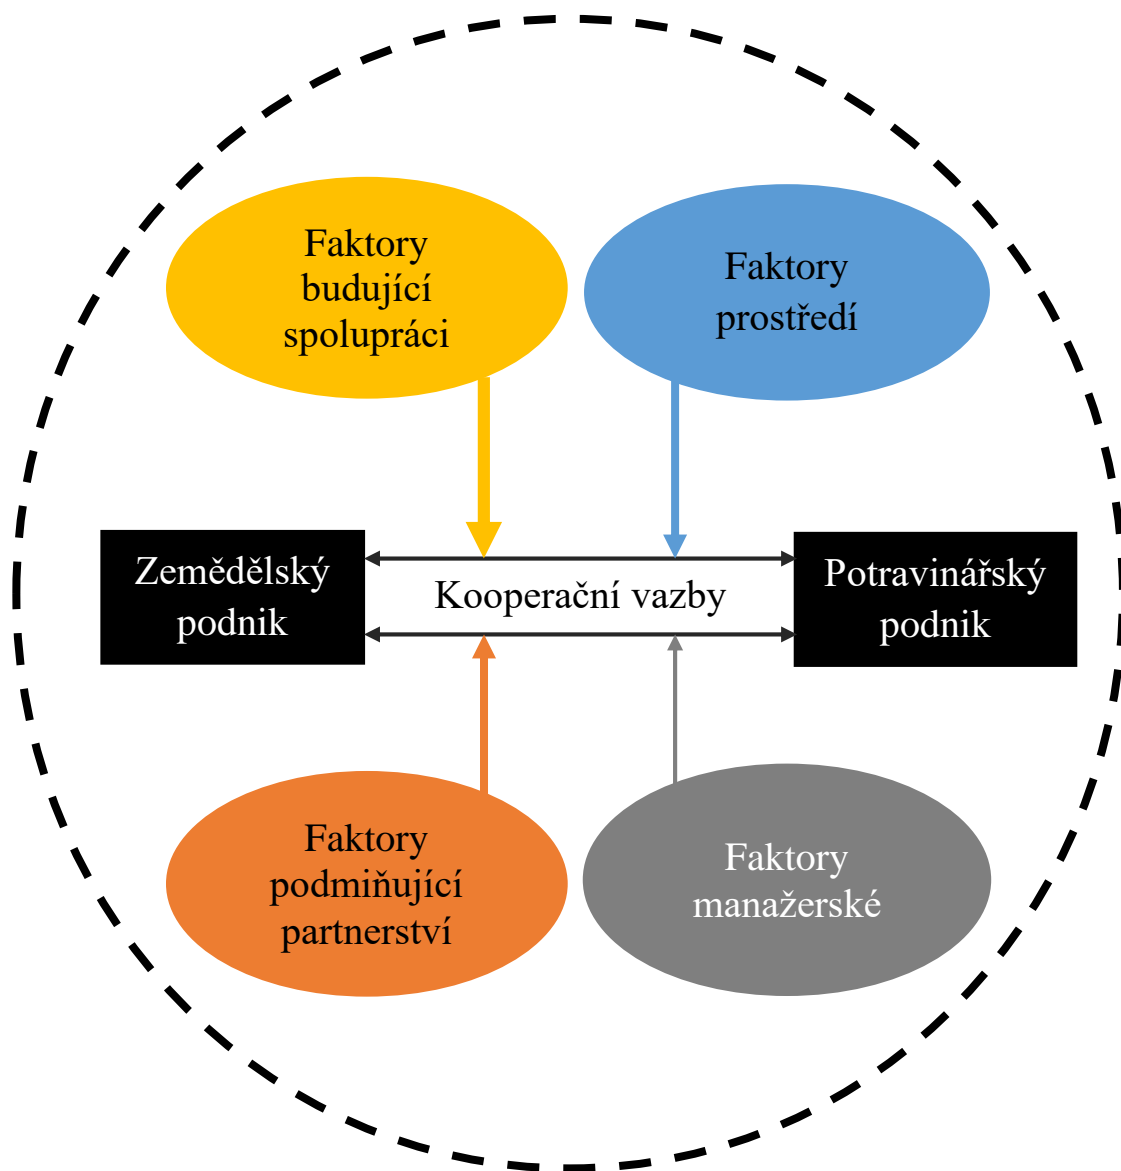 Faktory
budující
spolupráci
Faktory
prostředí
Zemědělský
podnik
Kooperační vazby
Potravinářský
podnik
Faktory
podmiňující
partnerství
Faktory
manažerské